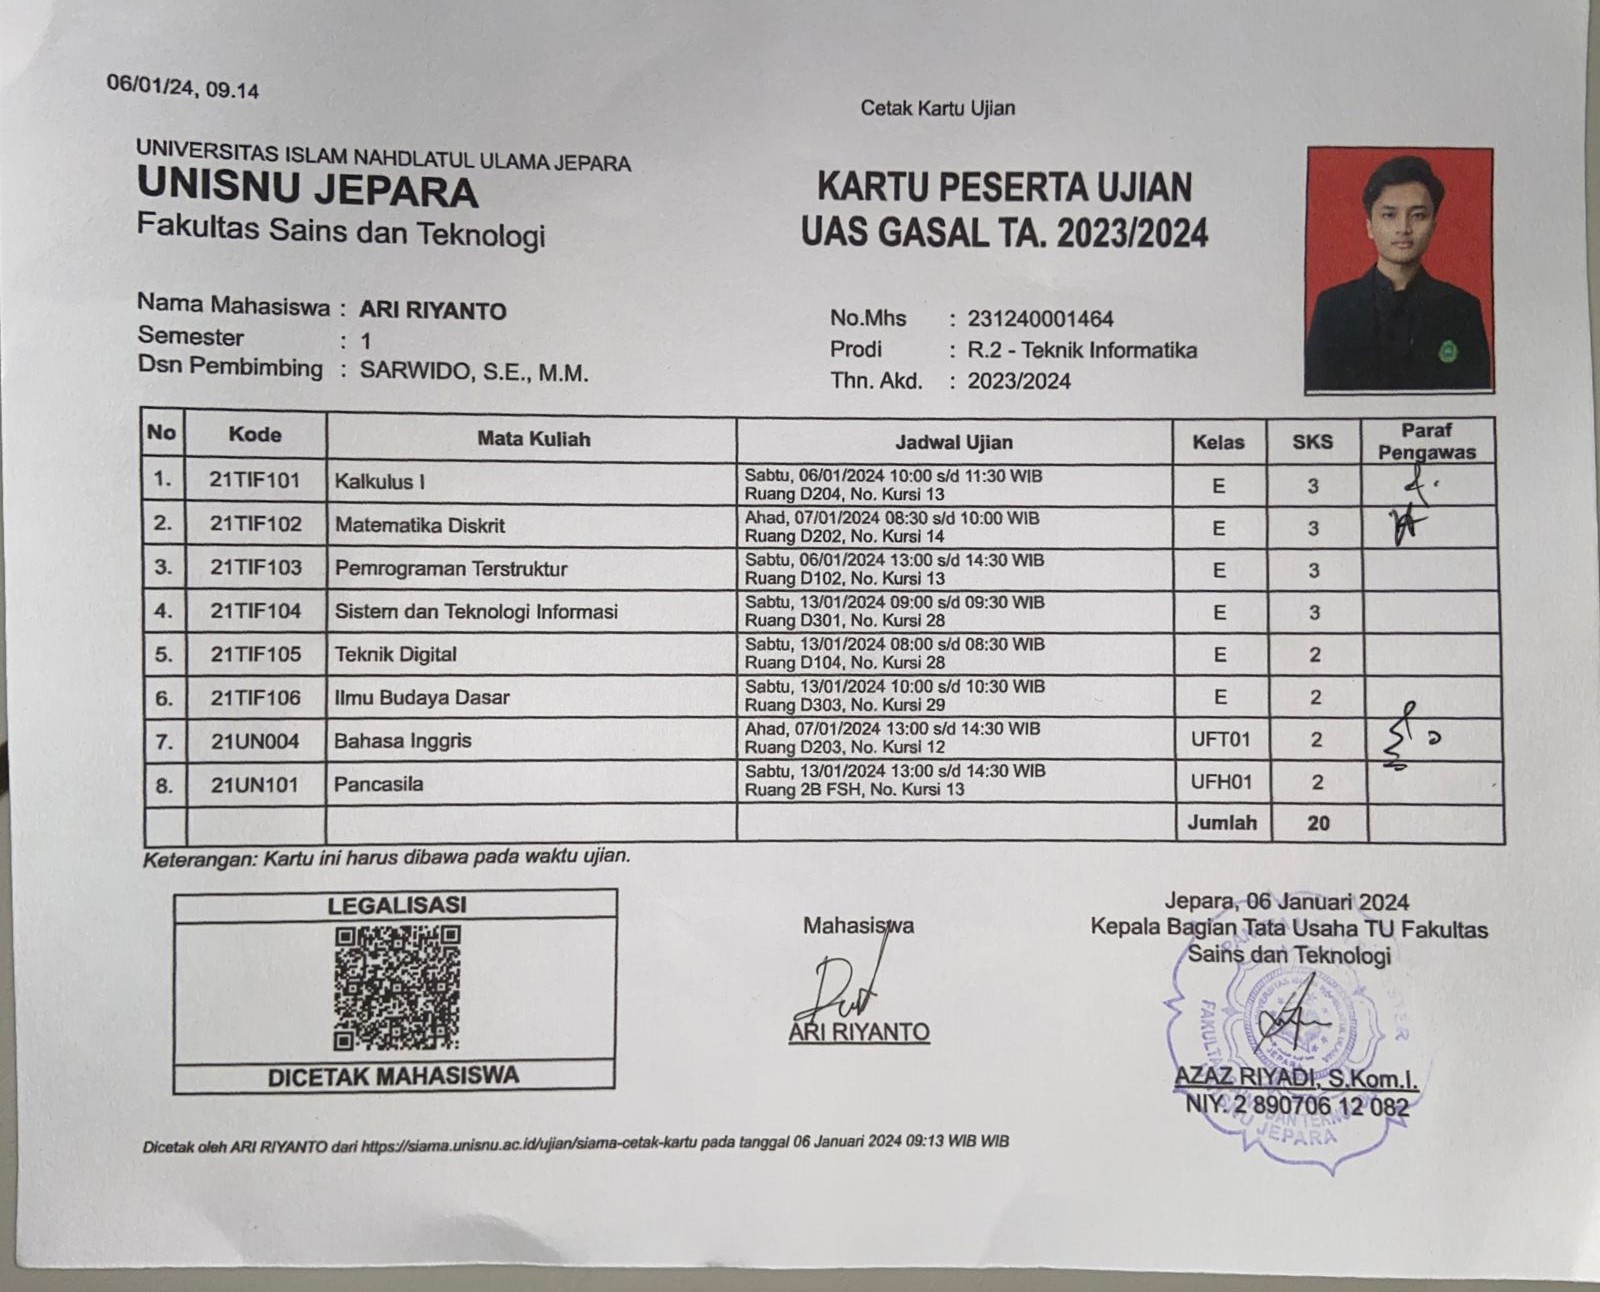 06/01/24, 09.14
Cetak Kartu Ujian
UNIVERSITAS ISLAM NAHDLATUL ULAMA JEPARA
UNISNU JEPARA
Fakultas Sains dan Teknologi
KARTU PESERTA UJIAN
UAS GASAL TA. 2023/2024
Nama Mahasiswa : ARI RIYANTO
Semester : 1
Dsn Pembimbing : SARWIDO, S.E., M.M.
No.Mhs : 231240001464
Prodi : R.2 - Teknik Informatika
Thn. Akd. : 2023/2024
No Kode Mata Kuliah Jadwal Ujian Kelas SKS Paraf Pengawas
1. 21TIF101 Kalkulus I Sabtu, 06/01/2024 10:00 s/d 11:30 WIB E 3
Ruang D204, No. Kursi 13
2. 21TIF102 Matematika Diskrit Ahad, 07/01/2024 08:30 s/d 10:00 WIB E 3
Ruang D202, No. Kursi 14
3. 21TIF103 Pemrograman Terstruktur Sabtu, 06/01/2024 13:00 s/d 14:30 WIB E 3
Ruang D102, No. Kursi 13
4. 21TIF104 Sistem dan Teknologi Informasi Sabtu, 13/01/2024 09:00 s/d 09:30 WIB E 3
Ruang D301, No. Kursi 28
5. 21TIF105 Teknik Digital Sabtu, 13/01/2024 08:00 s/d 08:30 WIB E 2
Ruang D104, No. Kursi 28
6. 21TIF106 Ilmu Budaya Dasar Sabtu, 13/01/2024 10:00 s/d 10:30 WIB E 2
Ruang D303, No. Kursi 29
7. 21UN004 Bahasa Inggris Ahad, 07/01/2024 13:00 s/d 14:30 WIB UFT01 2
Ruang D203, No. Kursi 12
8. 21UN101 Pancasila Sabtu, 13/01/2024 13:00 s/d 14:30 WIB UFH01 2
Ruang 2B FSH, No. Kursi 13
Jumlah 20
Keterangan: Kartu ini harus dibawa pada waktu ujian.
LEGALISASI
DICETAK MAHASISWA
Mahasiswa
ARI RIYANTO
Jepara, 06 Januari 2024
Kepala Bagian Tata Usaha TU Fakultas
Sains dan Teknologi
AZAZ RIYADI, S.Kom.I.
NIY. 2 890706 12 082
JEPARA
Dicetak oleh ARI RIYANTO dari https://siama.unisnu.ac.id/ujian/siama-cetak-kartu pada tanggal 06 Januari 2024 09:13 WIB WIB